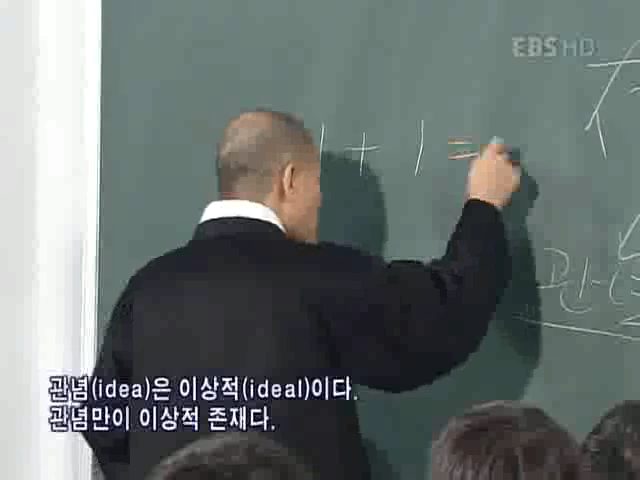 EBS HD
1 + 1 =
관념(idea)은 이상적(ideal)이다.
관념만이 이상적 존재다.